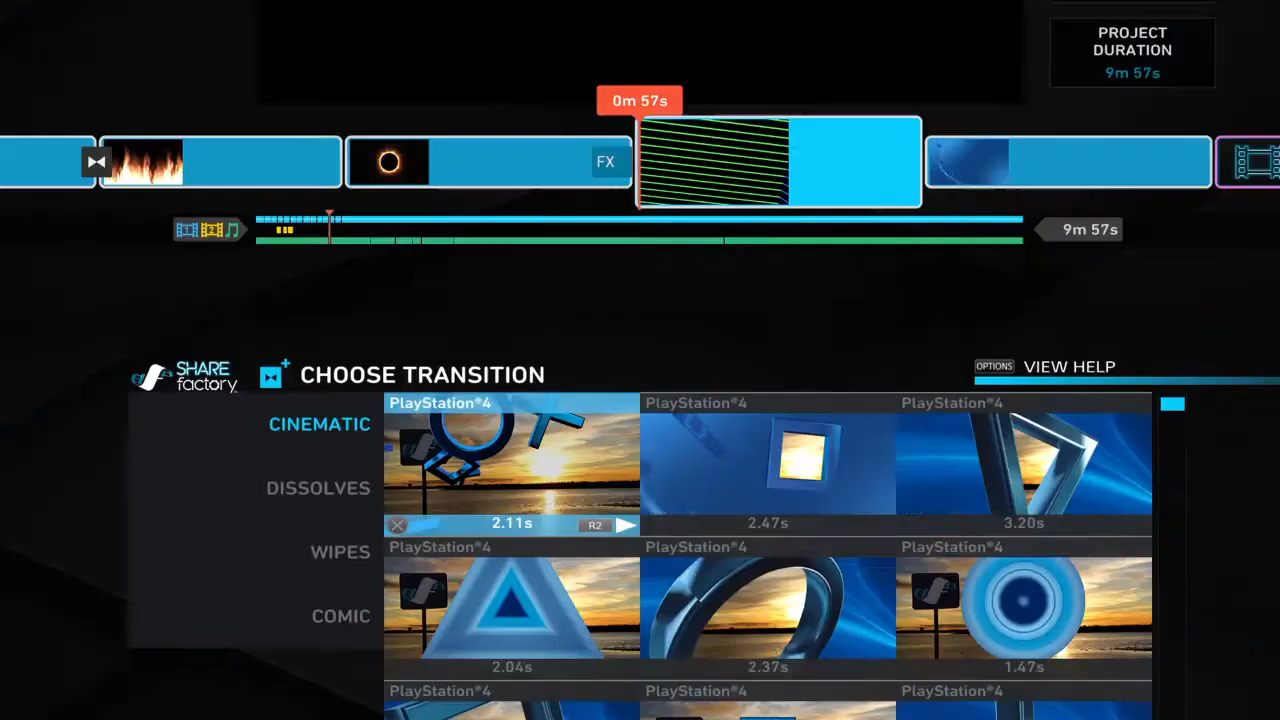 PROJECT
DURATION
9m 57s
0m 57s
FX
1
2
9m 57s
SHARE
factory
CHOOSE TRANSITION
OPTIONS
VIEW HELP
CINEMATIC
DISSOLVES
WIPES
COMIC
PlayStation®4
PlayStation®4
PlayStation®4
2.11s
R2
2.47s
3.20s
PlayStation®4
PlayStation®4
PlayStation®4
2.04s
2.37s
1.47s
PlayStation®4
PlayStation®4
PlayStation®4